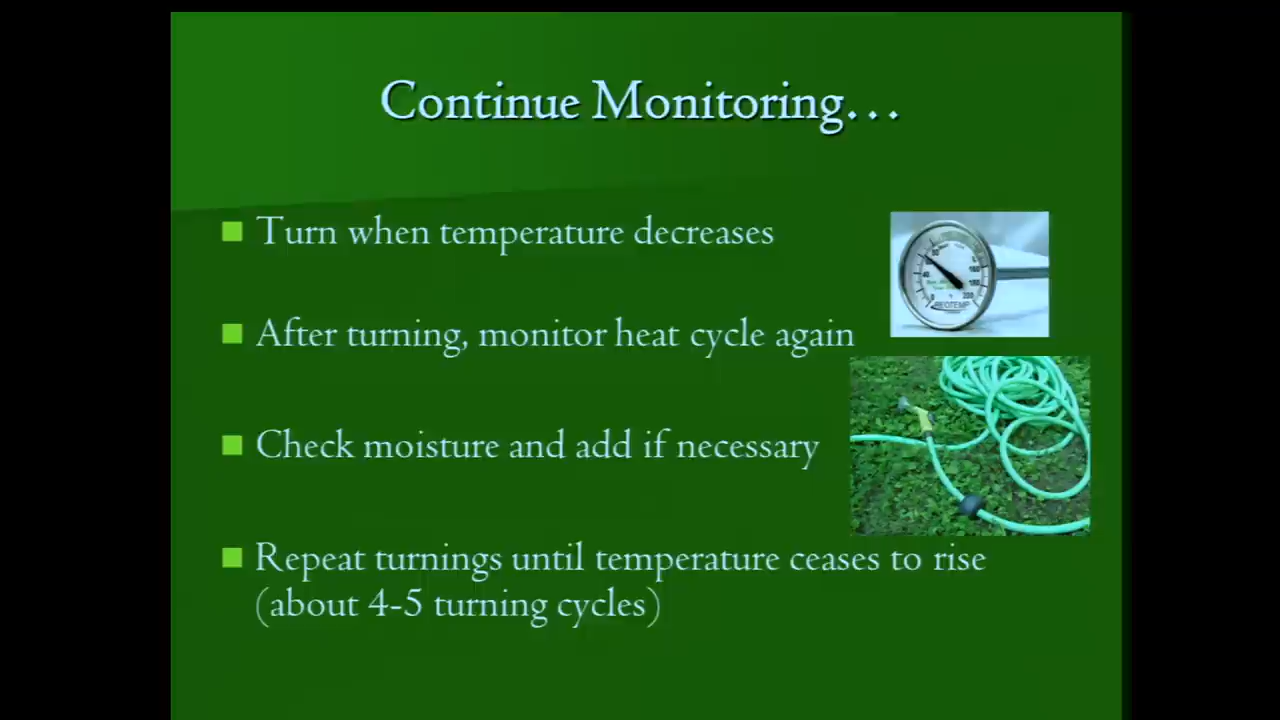 Continue Monitoring...
Turn when temperature decreases
After turning, monitor heat cycle again
Check moisture and add if necessary
Repeat turnings until temperature ceases to rise
(about 4-5 turning cycles)
REOTEMP